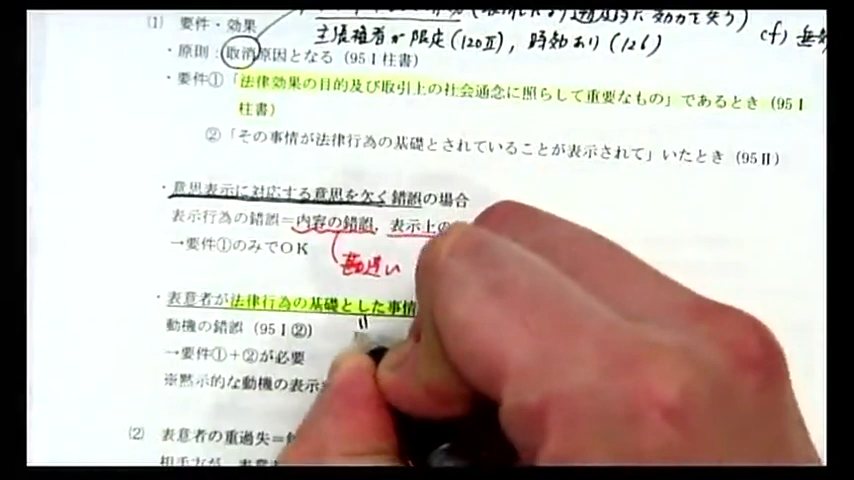 主張権者が限定(120Ⅱ), 時効あり(126)
cf)
(1) 要件・効果
・原則:取消原因となる(95Ⅰ柱書)
・要件①「法律効果の目的及び取引上の社会通念に照らして重要なもの」であるとき(95Ⅰ
柱書)
②「その事情が法律行為の基礎とされていることが表示されて」いたとき(95Ⅱ)
・意思表示に対応する意思を欠く錯誤の場合
表示行為の錯誤=内容の錯誤, 表示上の
→要件①のみでOK
勘違い
・表意者が法律行為の基礎とした事情
動機の錯誤(95Ⅰ②)
→要件①+②が必要
※黙示的な動機の表示
(2) 表意者の重過失=
相手方が,